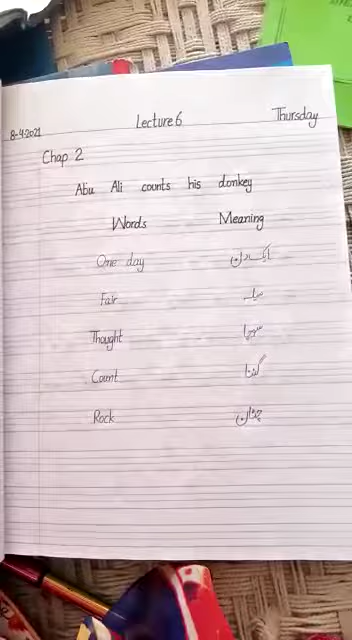 8-4-2021 Lecture 6 Thursday
Chap 2
Abu Ali counts his donkey
Words Meaning
One day ایک دن
Fair میلہ
Thought سوچا
Count گننا
Rock چٹان